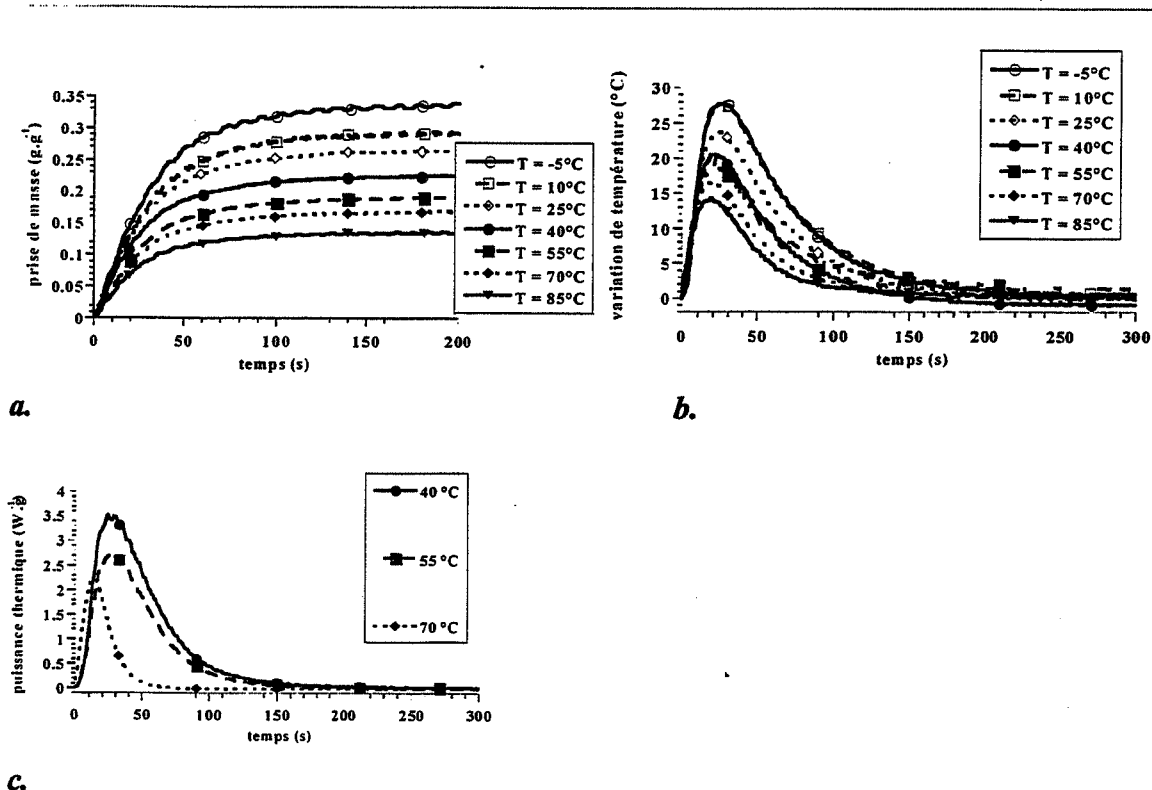 prise de masse (g.g⁻¹)
0.35
0.3
0.25
0.2
0.15
0.1
0.05
0
0 50 100 150 200
temps (s)
T = -5°C
T = 10°C
T = 25°C
T = 40°C
T = 55°C
T = 70°C
T = 85°C
a.
variation de température (°C)
30
25
20
15
10
5
0
0 50 100 150 200 250 300
temps (s)
T = -5°C
T = 10°C
T = 25°C
T = 40°C
T = 55°C
T = 70°C
T = 85°C
b.
puissance thermique (W.g⁻¹)
4
3.5
3
2.5
2
1.5
1
0.5
0
0 50 100 150 200 250 300
temps (s)
40 °C
55 °C
70 °C
c.